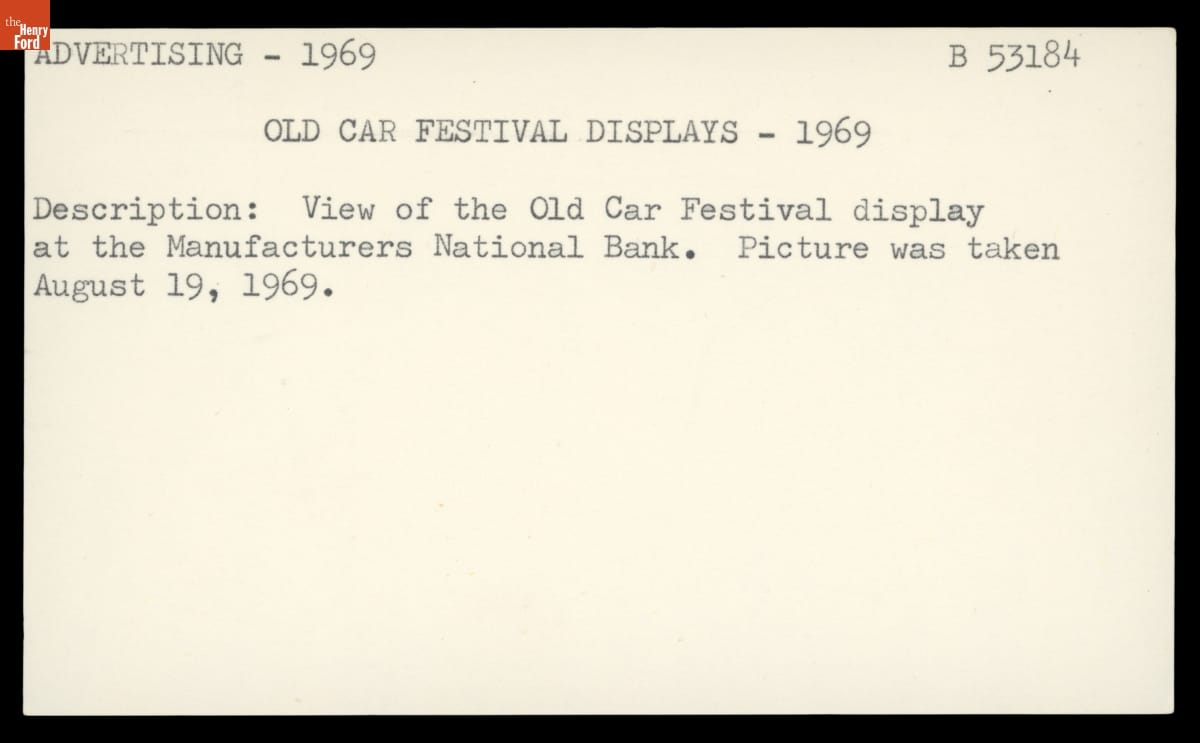 the
Henry
Ford
ADVERTISING - 1969 B 53184
OLD CAR FESTIVAL DISPLAYS - 1969
Description: View of the Old Car Festival display
at the Manufacturers National Bank. Picture was taken
August 19, 1969.